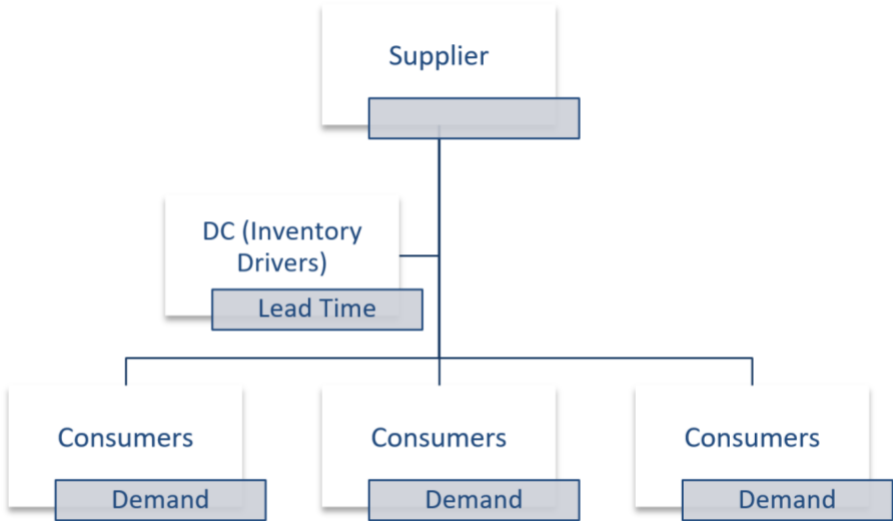 Supplier
DC (Inventory
Drivers)
Lead Time
Consumers
Consumers
Consumers
Demand
Demand
Demand